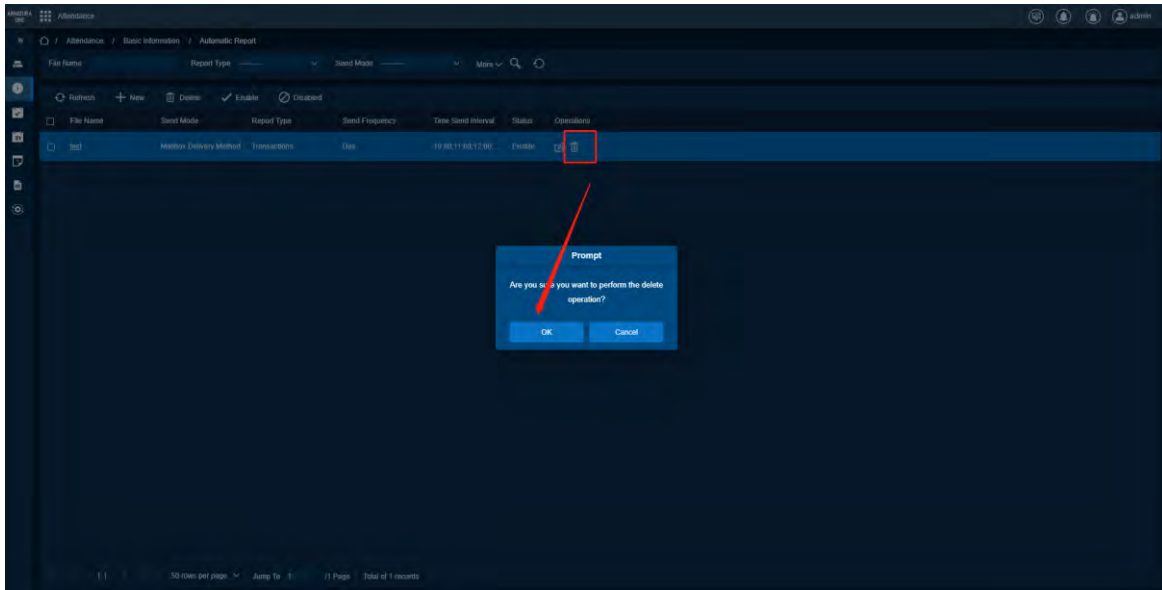 ARMATURA
ONE
Attendance
admin
/ Attendance / Basic Information / Automatic Report
File Name Report Type Send Mode More
Refresh New Delete Enable Disabled
File Name Send Mode Report Type Send Frequency Time Send Interval Status Operations
test Mailbox Delivery Method Transactions Enable
Prompt
Are you sure you want to perform the delete
operation?
OK Cancel
50 rows per page Jump To 1 /1 Page Total of 1 records